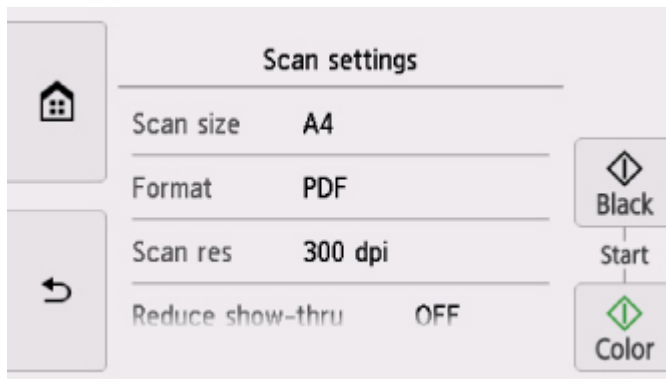 Scan settings
Scan size A4
Format PDF
Scan res 300 dpi
Reduce show-thru OFF
Black
Start
Color